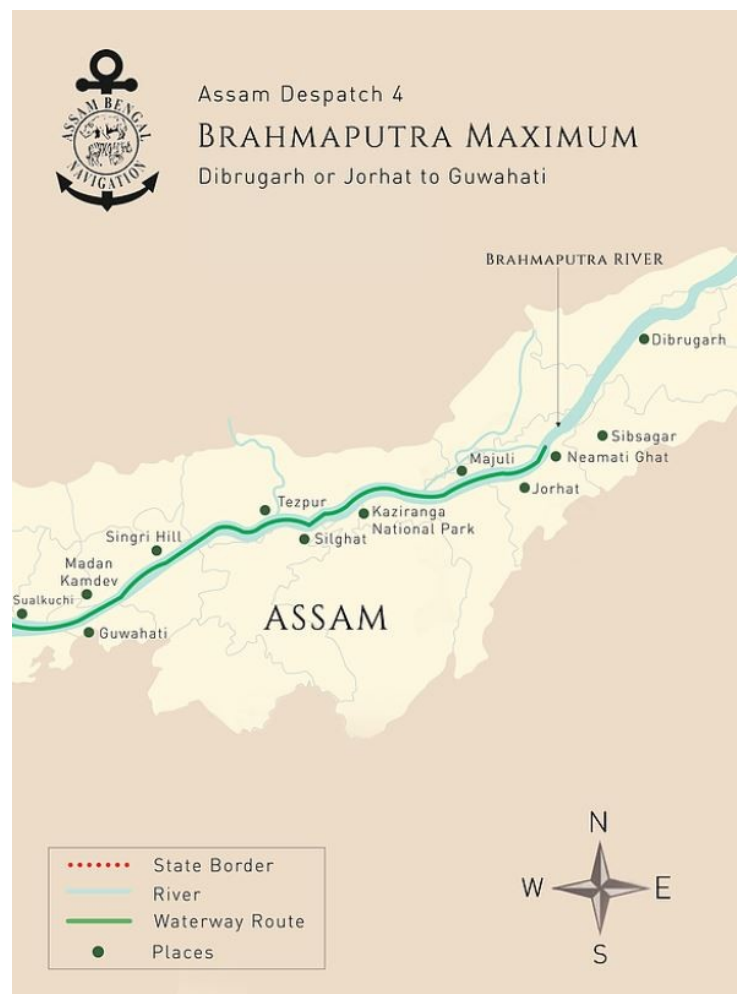 ASSAM BENGAL
NAVIGATION
Assam Despatch 4
BRAHMAPUTRA MAXIMUM
Dibrugarh or Jorhat to Guwahati
BRAHMAPUTRA RIVER
Dibrugarh
Sibsagar
Neamati Ghat
Majuli
Jorhat
Tezpur
Kaziranga
National Park
Silghat
Singri Hill
Madan
Kamdev
Sualkuchi
Guwahati
ASSAM
N
W
E
S
State Border
River
Waterway Route
Places